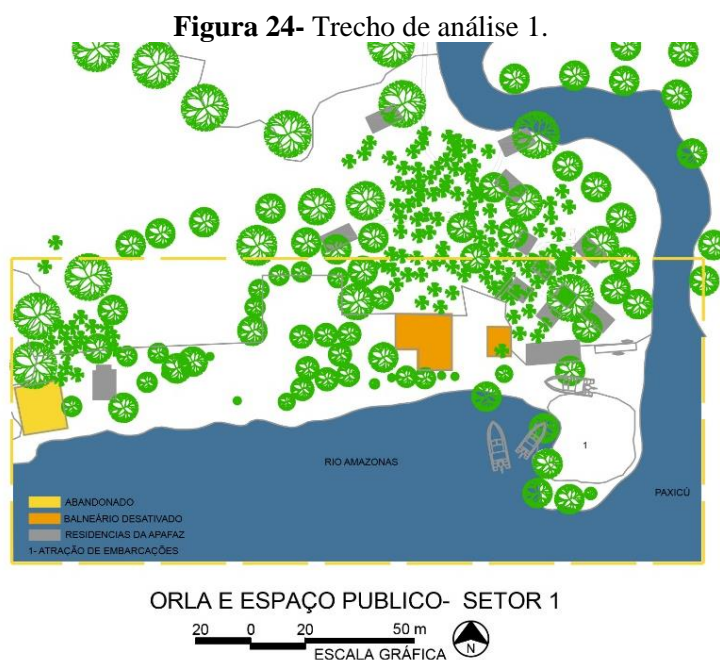 Figura 24- Trecho de análise 1.
1
RIO AMAZONAS
PAXICÚ
ABANDONADO
BALNEÁRIO DESATIVADO
RESIDENCIAS DA APAFAZ
1- ATRAÇÃO DE EMBARCAÇÕES
ORLA E ESPAÇO PUBLICO- SETOR 1
20 0 20 50 m
ESCALA GRÁFICA N